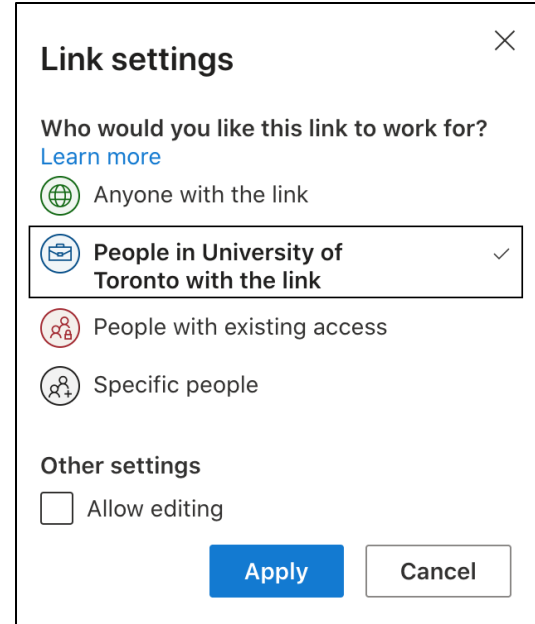 Link settings
Who would you like this link to work for?
Learn more
Anyone with the link
People in University of
Toronto with the link
People with existing access
Specific people
Other settings
Allow editing
Apply
Cancel